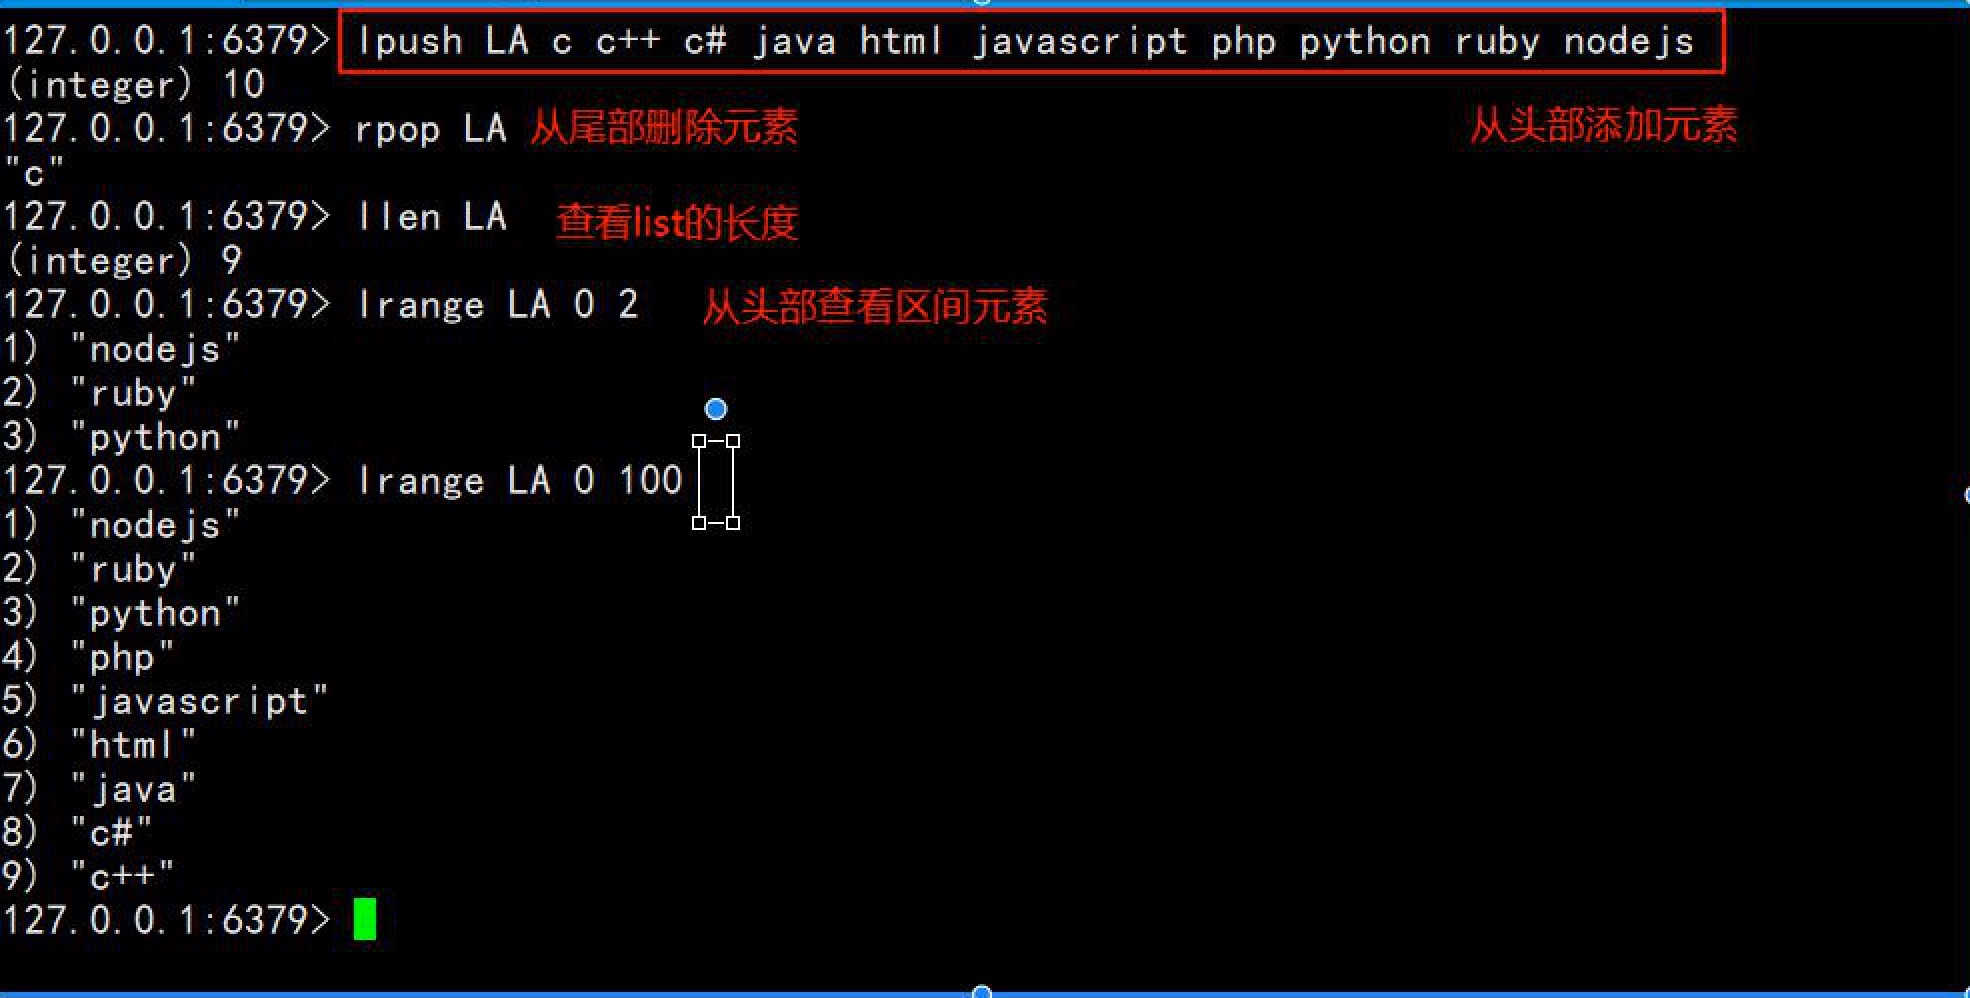 127.0.0.1:6379> lpush LA c c++ c# java html javascript php python ruby nodejs
(integer) 10
127.0.0.1:6379> rpop LA 从尾部删除元素 从头部添加元素
"c"
127.0.0.1:6379> llen LA 查看list的长度
(integer) 9
127.0.0.1:6379> lrange LA 0 2 从头部查看区间元素
1) "nodejs"
2) "ruby"
3) "python"
127.0.0.1:6379> lrange LA 0 100
1) "nodejs"
2) "ruby"
3) "python"
4) "php"
5) "javascript"
6) "html"
7) "java"
8) "c#"
9) "c++"
127.0.0.1:6379>